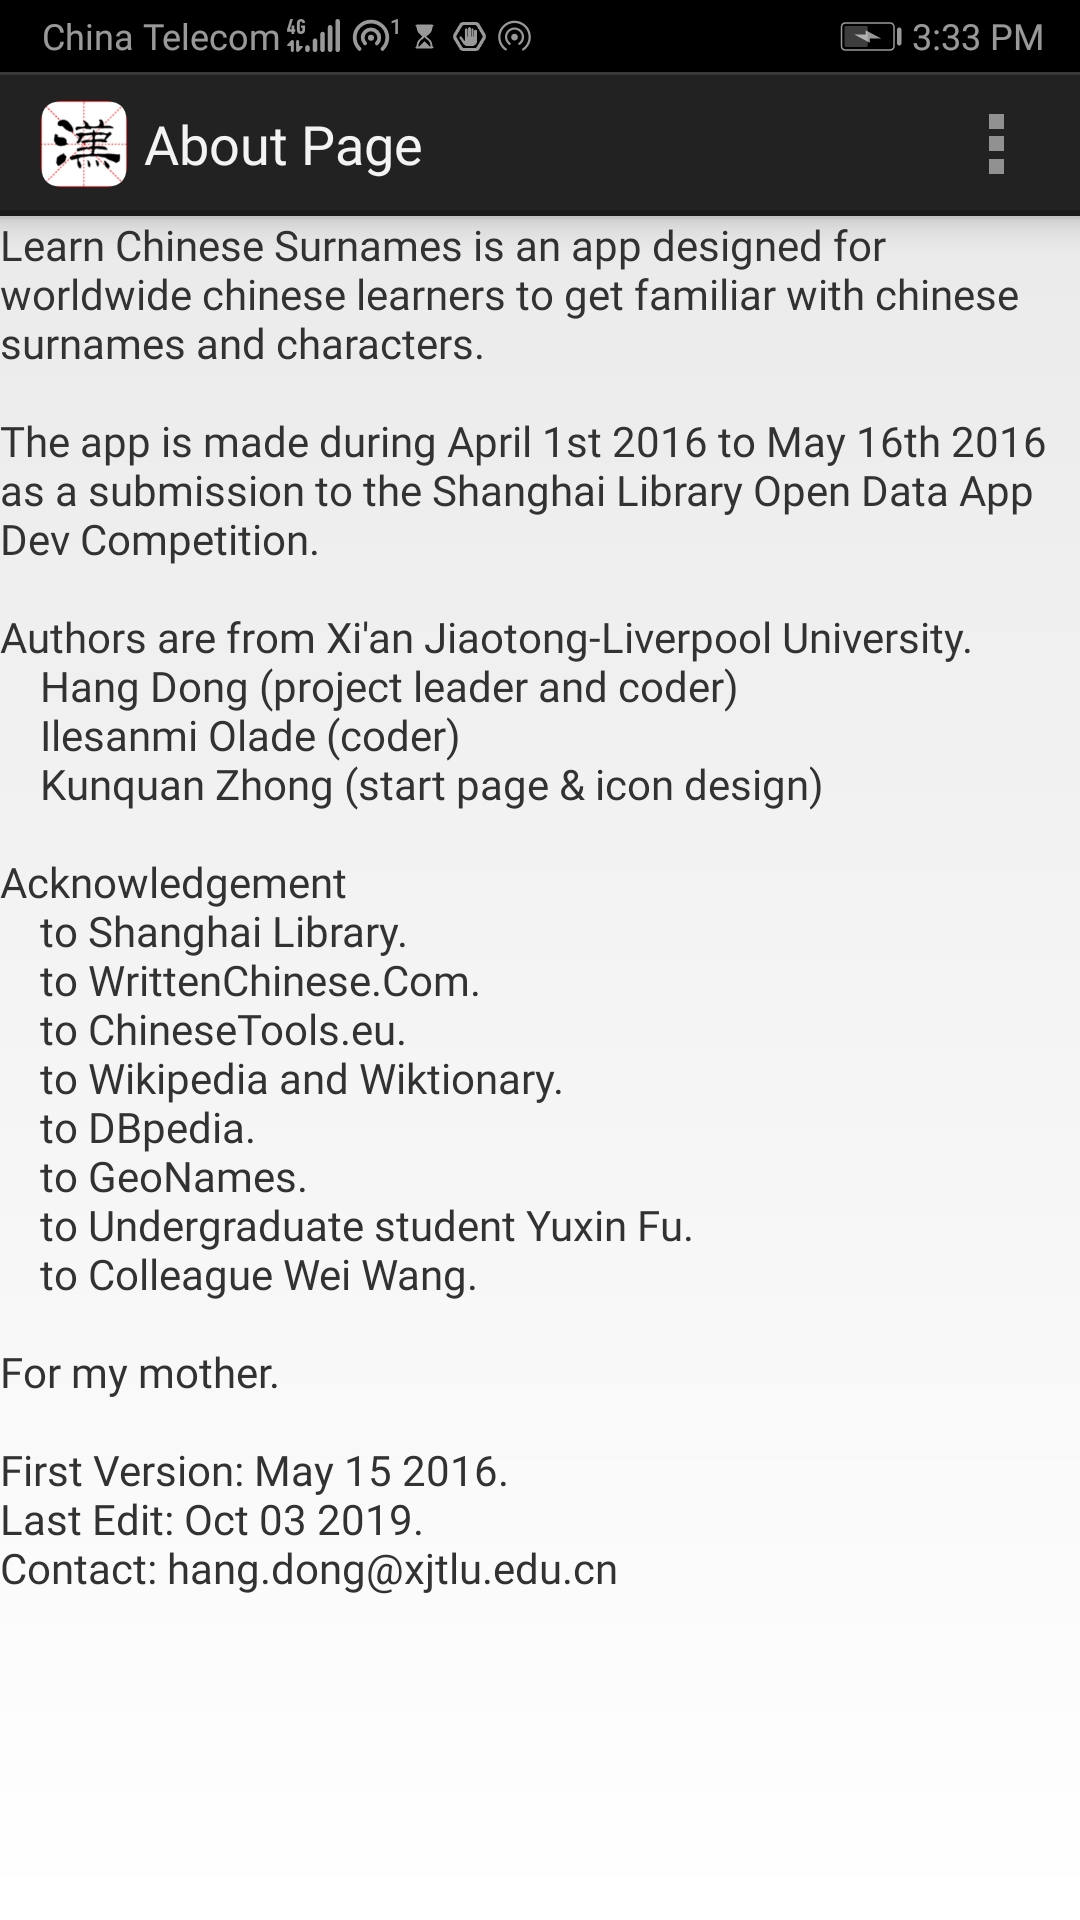 China Telecom 4G 1 3:33 PM
漢 About Page
Learn Chinese Surnames is an app designed for
worldwide chinese learners to get familiar with chinese
surnames and characters.
The app is made during April 1st 2016 to May 16th 2016
as a submission to the Shanghai Library Open Data App
Dev Competition.
Authors are from Xi'an Jiaotong-Liverpool University.
Hang Dong (project leader and coder)
Ilesanmi Olade (coder)
Kunquan Zhong (start page & icon design)
Acknowledgement
to Shanghai Library.
to WrittenChinese.Com.
to ChineseTools.eu.
to Wikipedia and Wiktionary.
to DBpedia.
to GeoNames.
to Undergraduate student Yuxin Fu.
to Colleague Wei Wang.
For my mother.
First Version: May 15 2016.
Last Edit: Oct 03 2019.
Contact: hang.dong@xjtlu.edu.cn